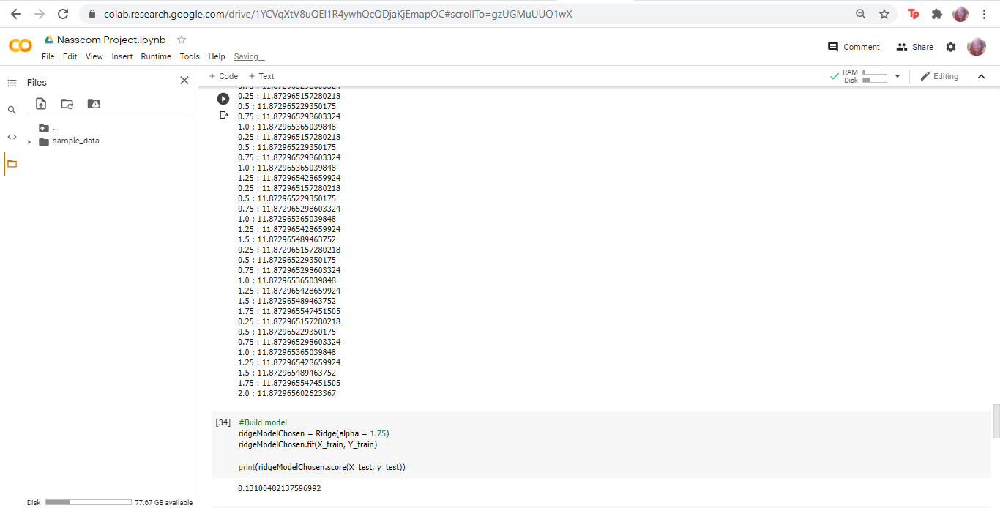 colab.research.google.com/drive/1YCVqXtV8uQEI1R4ywhQcQDjaKjEmapOC#scrollTo=gzUGMuUUQ1wX
Tp
CO
Nasscom Project.ipynb
File Edit View Insert Runtime Tools Help Saving...
Comment Share
Files
+ Code + Text
RAM
Disk
Editing
..
sample_data
0.75 : 11.872965298603324
0.25 : 11.872965157280218
0.5 : 11.872965229350175
0.75 : 11.872965298603324
1.0 : 11.872965365039848
0.25 : 11.872965157280218
0.5 : 11.872965229350175
0.75 : 11.872965298603324
1.0 : 11.872965365039848
1.25 : 11.872965428659924
0.25 : 11.872965157280218
0.5 : 11.872965229350175
0.75 : 11.872965298603324
1.0 : 11.872965365039848
1.25 : 11.872965428659924
1.5 : 11.872965489463752
0.25 : 11.872965157280218
0.5 : 11.872965229350175
0.75 : 11.872965298603324
1.0 : 11.872965365039848
1.25 : 11.872965428659924
1.5 : 11.872965489463752
1.75 : 11.872965547451505
0.25 : 11.872965157280218
0.5 : 11.872965229350175
0.75 : 11.872965298603324
1.0 : 11.872965365039848
1.25 : 11.872965428659924
1.5 : 11.872965489463752
1.75 : 11.872965547451505
2.0 : 11.872965602623367
[34] #Build model
ridgeModelChosen = Ridge(alpha = 1.75)
ridgeModelChosen.fit(X_train, Y_train)
print(ridgeModelChosen.score(X_test, y_test))
0.13100482137596992
Disk 77.67 GB available